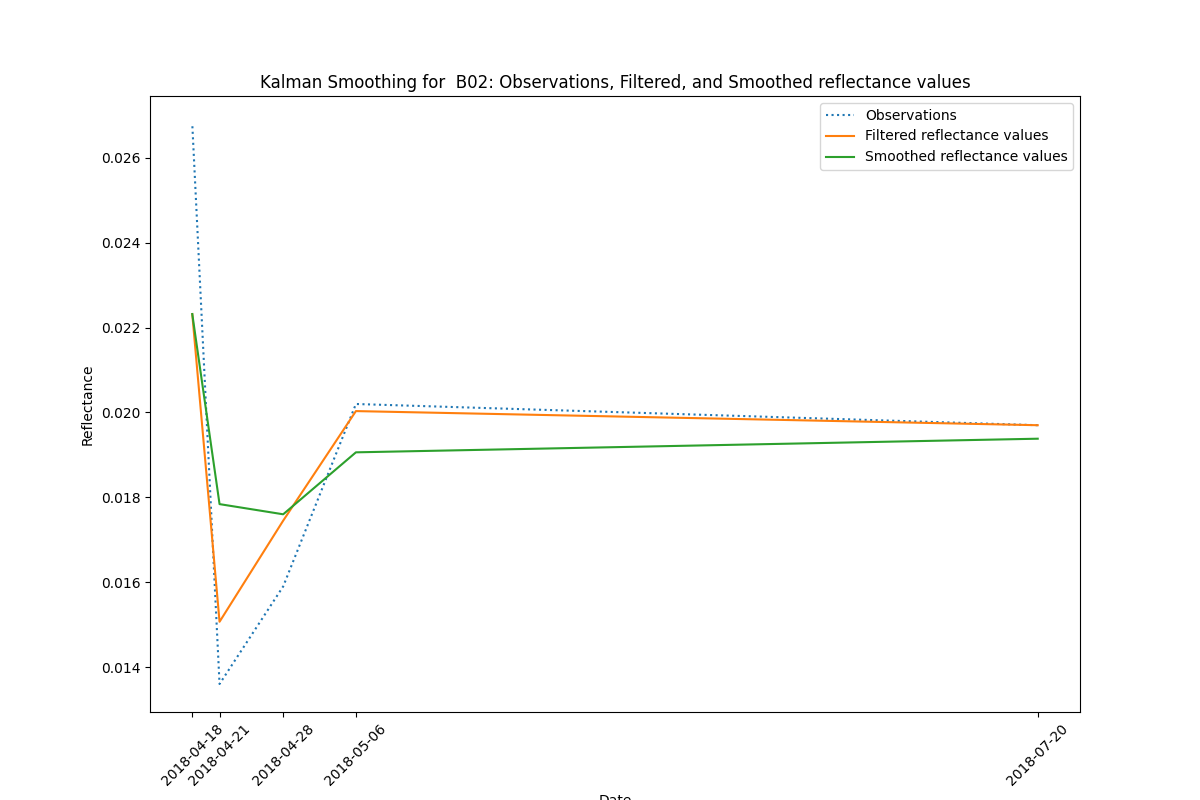 Kalman Smoothing for  B02: Observations, Filtered, and Smoothed reflectance values
Observations
Filtered reflectance values
Smoothed reflectance values
0.026
0.024
0.022
0.020
0.018
0.016
0.014
Reflectance
2018-04-18
2018-04-21
2018-04-28
2018-05-06
2018-07-20
Date